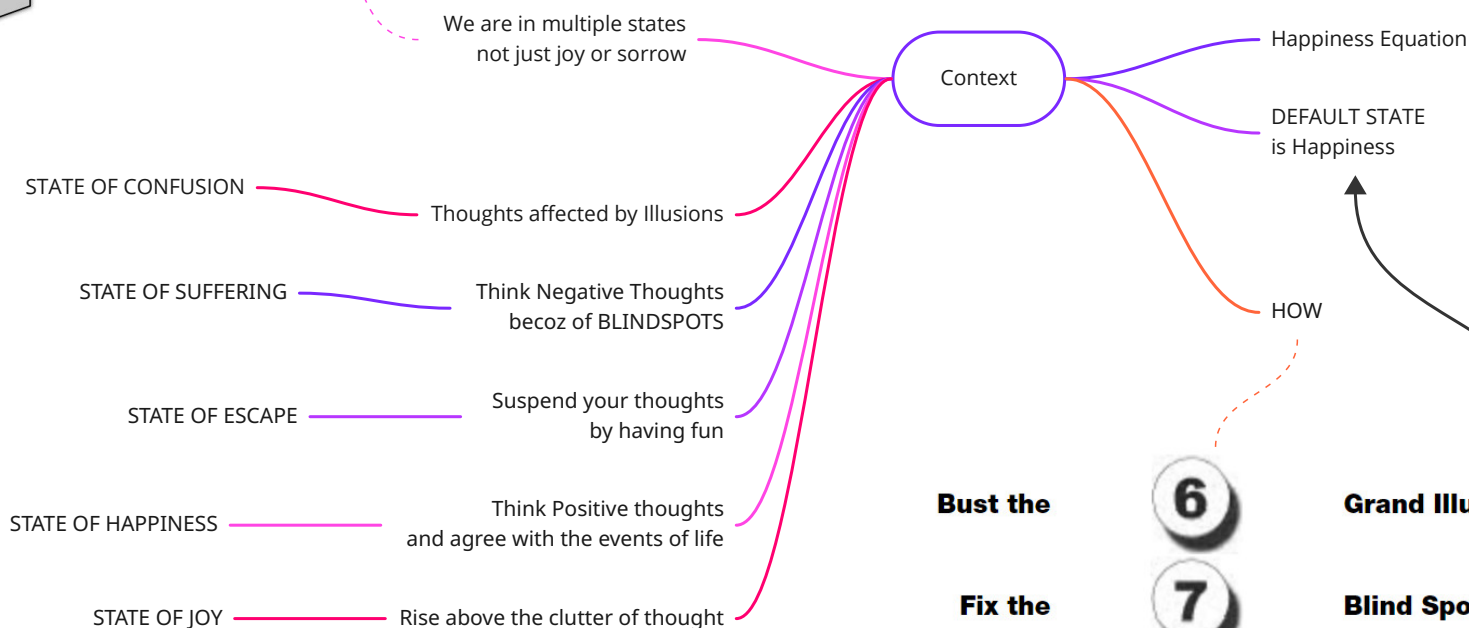 We are in multiple states
not just joy or sorrow
Context
Happiness Equation
DEFAULT STATE
is Happiness
STATE OF CONFUSION
Thoughts affected by Illusions
STATE OF SUFFERING
Think Negative Thoughts
becoz of BLINDSPOTS
HOW
STATE OF ESCAPE
Suspend your thoughts
by having fun
STATE OF HAPPINESS
Think Positive thoughts
and agree with the events of life
STATE OF JOY
Rise above the clutter of thought
Bust the 6 Grand
Fix the 7 Blind